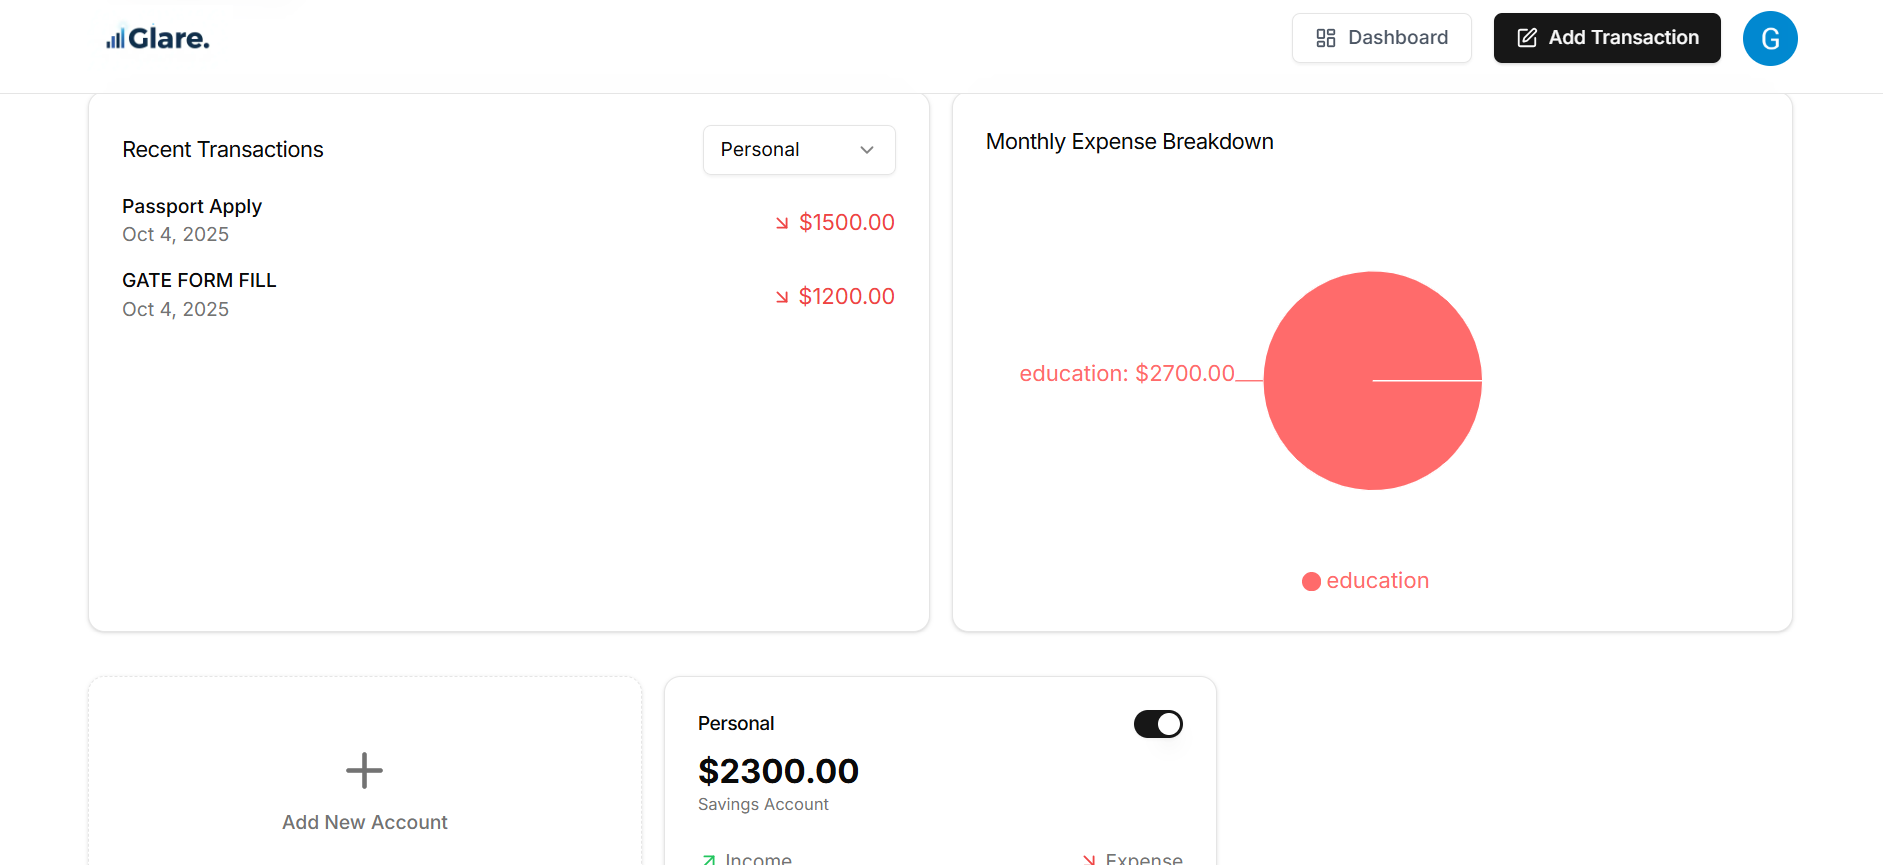 Glare.
Dashboard
Add Transaction
G
Recent Transactions
Personal
Passport Apply
Oct 4, 2025
$1500.00
GATE FORM FILL
Oct 4, 2025
$1200.00
Monthly Expense Breakdown
education: $2700.00
education
Add New Account
Personal
$2300.00
Savings Account
Income
Expense